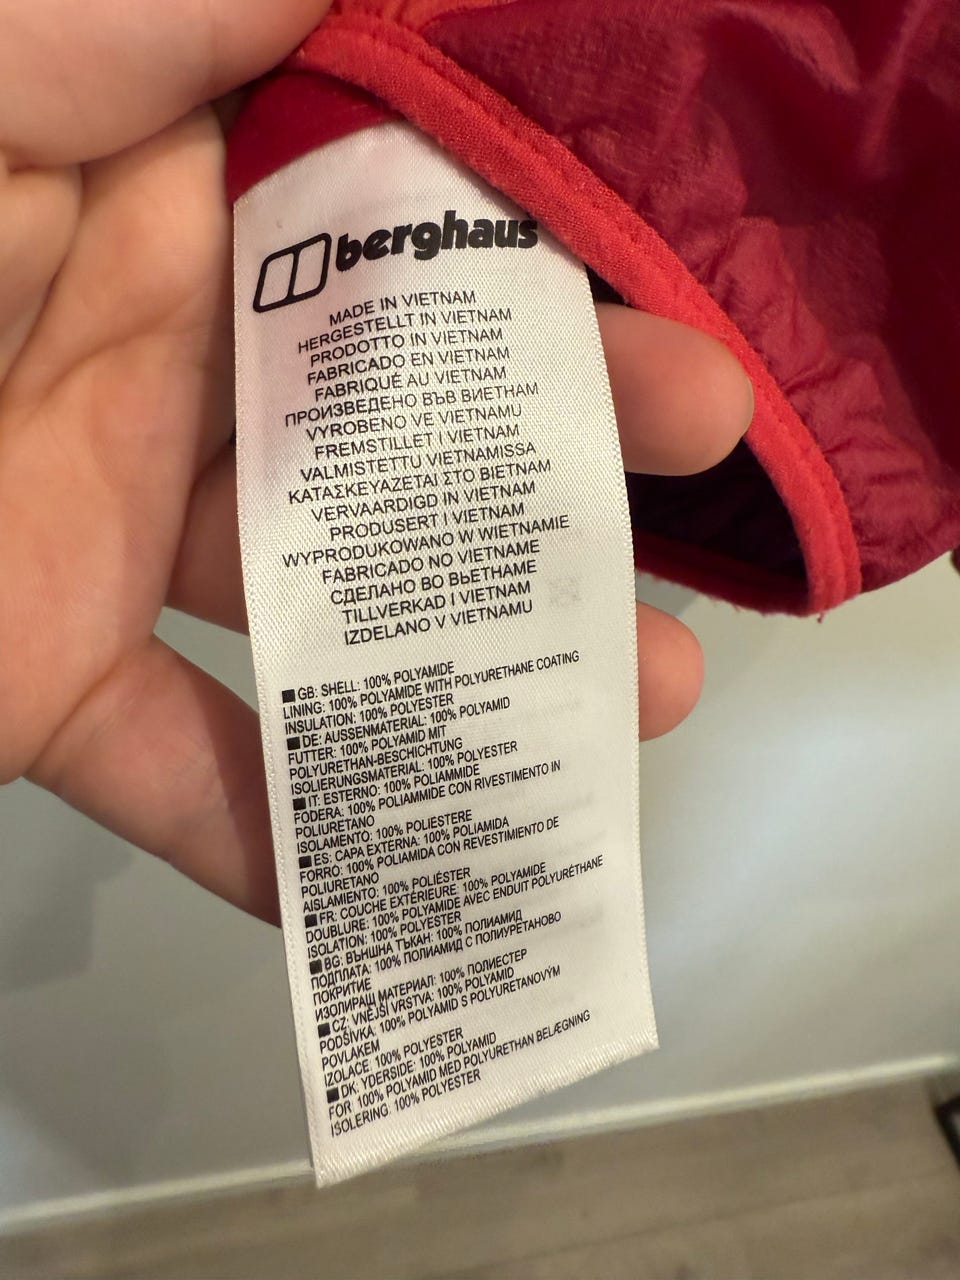 berghaus
MADE IN VIETNAM
HERGESTELLT IN VIETNAM
PRODOTTO IN VIETNAM
FABRICADO EN VIETNAM
FABRIQUÉ AU VIETNAM
ПРОИЗВЕДЕНО ВЪВ ВИЕТНАМ
VYROBENO VE VIETNAMU
FREMSTILLET I VIETNAM
VALMISTETTU VIETNAMISSA
ΚΑΤΑΣΚΕΥΑΖΕΤΑΙ ΣΤΟ ΒΙΕΤΝΑΜ
VERVAARDIGD IN VIETNAM
PRODUSERT I VIETNAM
WYPRODUKOWANO W WIETNAMIE
FABRICADO NO VIETNAME
СДЕЛАНО ВО ВЬЕТНАМЕ
TILLVERKAD I VIETNAM
IZDELANO V VIETNAMU
GB: SHELL: 100% POLYAMIDE
LINING: 100% POLYAMIDE WITH POLYURETHANE COATING
INSULATION: 100% POLYESTER
DE: AUSSENMATERIAL: 100% POLYAMID
FUTTER: 100% POLYAMID MIT
POLYURETHAN-BESCHICHTUNG
ISOLIERUNGSMATERIAL: 100% POLYESTER
IT: ESTERNO: 100% POLIAMMIDE
FODERA: 100% POLIAMMIDE CON RIVESTIMENTO IN
POLIURETANO
ISOLAMENTO: 100% POLIESTERE
ES: CAPA EXTERNA: 100% POLIAMIDA
FORRO: 100% POLIAMIDA CON REVESTIMIENTO DE
POLIURETANO
AISLAMIENTO: 100% POLIÉSTER
FR: COUCHE EXTÉRIEURE: 100% POLYAMIDE
DOUBLURE: 100% POLYAMIDE AVEC ENDUIT POLYURÉTHANE
ISOLATION: 100% POLYESTER
BG: ВЪНШНА ТЪКАН: 100% ПОЛИАМИД
ПОДПЛАТА: 100% ПОЛИАМИД С ПОЛИУРЕТАНОВО
ПОКРИТИЕ
ИЗОЛИРАЩ МАТЕРИАЛ: 100% ПОЛИЕСТЕР
CZ: VNĚJŠÍ VRSTVA: 100% POLYAMID
PODŠÍVKA: 100% POLYAMID S POLYURETANOVÝM
POVLAKEM
IZOLACE: 100% POLYESTER
DK: YDERSIDE: 100% POLYAMID
FOR: 100% POLYAMID MED POLYURETHAN BELÆGNING
ISOLERING: 100% POLYESTER